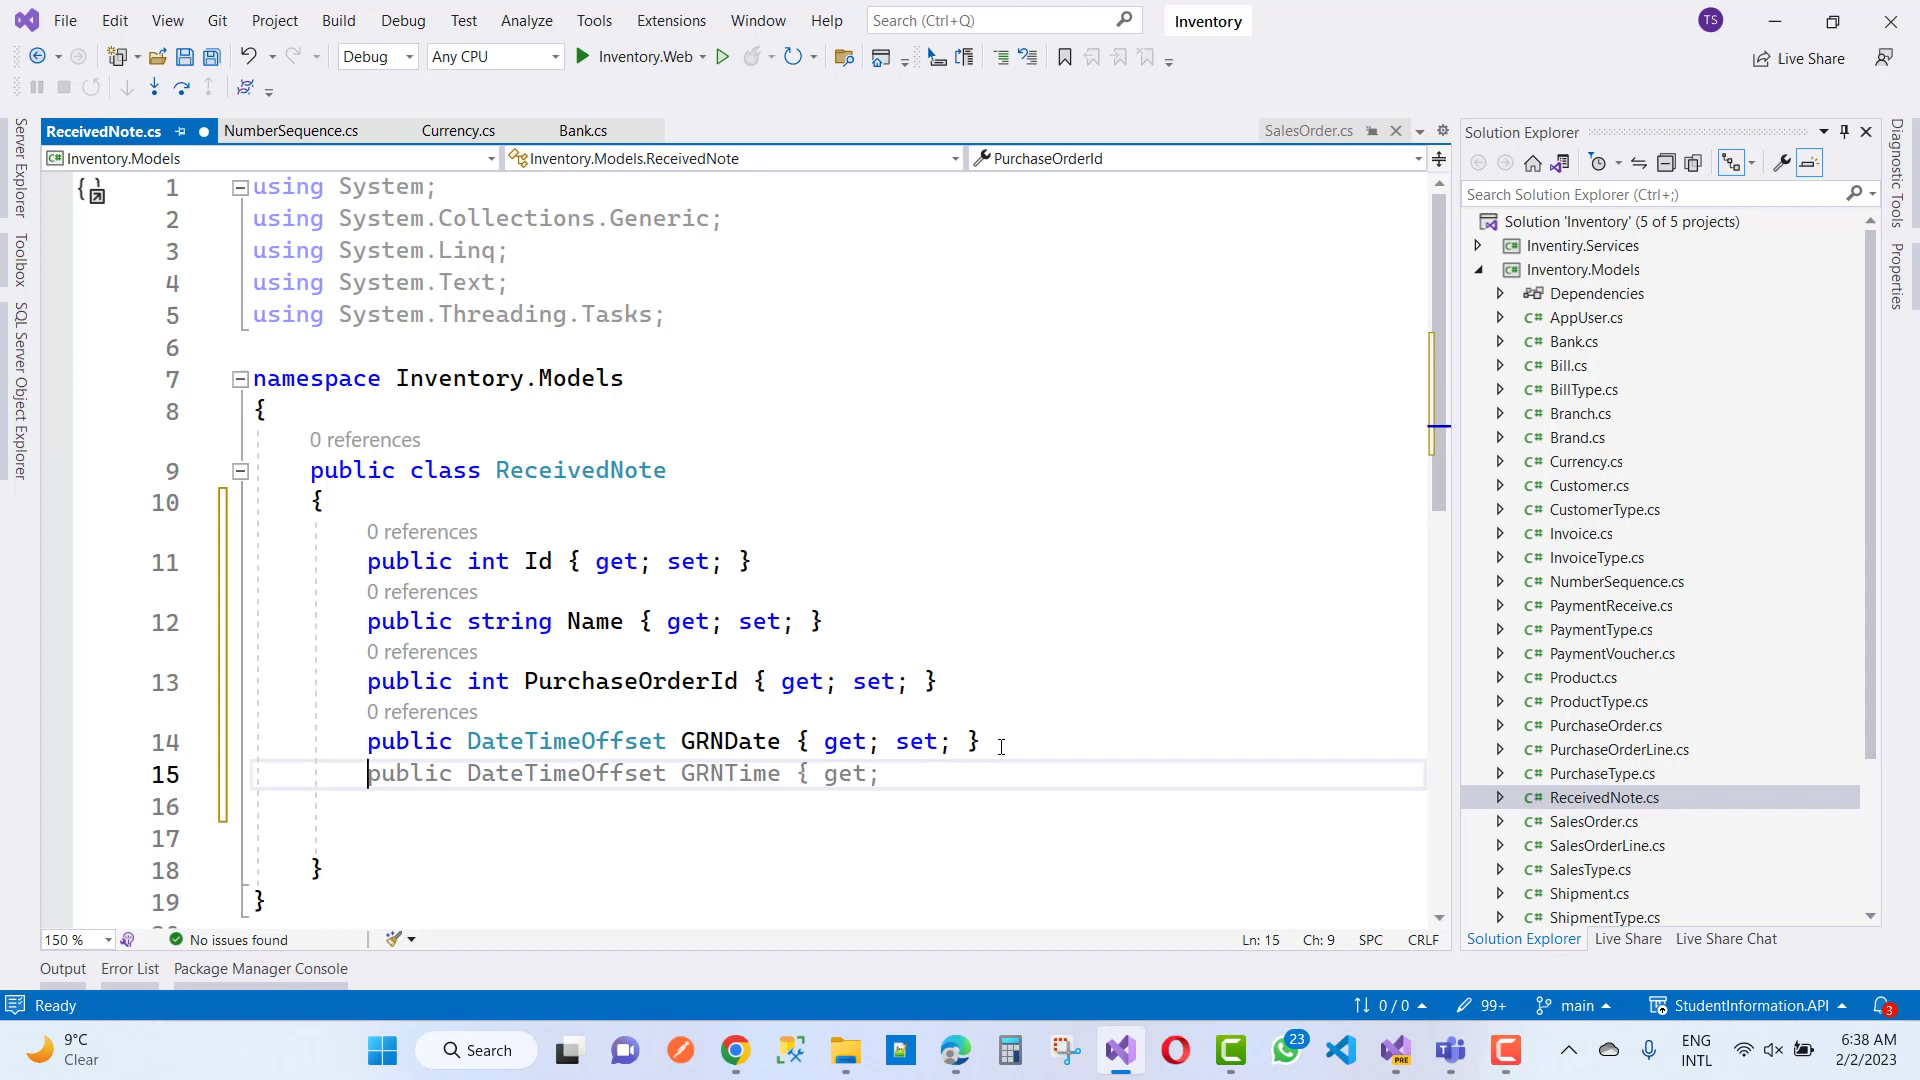 File Edit View Git Project Build Debug Test Analyze Tools Extensions Window Help Search (Ctrl+Q) Inventory TS
Debug Any CPU Inventory.Web Live Share
ReceivedNote.cs NumberSequence.cs Currency.cs Bank.cs SalesOrder.cs
Inventory.Models Inventory.Models.ReceivedNote PurchaseOrderId
1 using System;
2 using System.Collections.Generic;
3 using System.Linq;
4 using System.Text;
5 using System.Threading.Tasks;
6
7 namespace Inventory.Models
8 {
0 references
9 public class ReceivedNote
10 {
0 references
11 public int Id { get; set; }
0 references
12 public string Name { get; set; }
0 references
13 public int PurchaseOrderId { get; set; }
0 references
14 public DateTimeOffset GRNDate { get; set; }
15 public DateTimeOffset GRNTime { get;
16
17
18 }
19 }
150 % No issues found Ln: 15 Ch: 9 SPC CRLF
Output Error List Package Manager Console
Server Explorer
Toolbox
SQL Server Object Explorer
Solution Explorer
Search Solution Explorer (Ctrl+;)
Solution 'Inventory' (5 of 5 projects)
Inventiry.Services
Inventory.Models
Dependencies
C# AppUser.cs
C# Bank.cs
C# Bill.cs
C# BillType.cs
C# Branch.cs
C# Brand.cs
C# Currency.cs
C# Customer.cs
C# CustomerType.cs
C# Invoice.cs
C# InvoiceType.cs
C# NumberSequence.cs
C# PaymentReceive.cs
C# PaymentType.cs
C# PaymentVoucher.cs
C# Product.cs
C# ProductType.cs
C# PurchaseOrder.cs
C# PurchaseOrderLine.cs
C# PurchaseType.cs
C# ReceivedNote.cs
C# SalesOrder.cs
C# SalesOrderLine.cs
C# SalesType.cs
C# Shipment.cs
C# ShipmentType.cs
Solution Explorer Live Share Live Share Chat
Diagnostic Tools
Properties
Ready 0 / 0 99+ main StudentInformation.API 3
9°C
Clear
Search
23
PRE
ENG
INTL
6:38 AM
2/2/2023